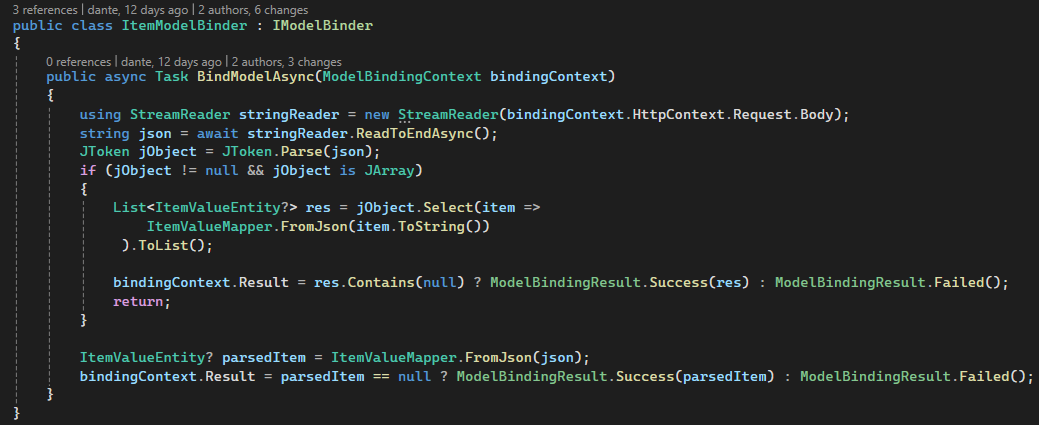 3 references | dante, 12 days ago | 2 authors, 6 changes
public class ItemModelBinder : IModelBinder
{
0 references | dante, 12 days ago | 2 authors, 3 changes
public async Task BindModelAsync(ModelBindingContext bindingContext)
{
using StreamReader stringReader = new StreamReader(bindingContext.HttpContext.Request.Body);
string json = await stringReader.ReadToEndAsync();
JToken jObject = JToken.Parse(json);
if (jObject != null && jObject is JArray)
{
List<ItemValueEntity?> res = jObject.Select(item =>
ItemValueMapper.FromJson(item.ToString())
).ToList();
bindingContext.Result = res.Contains(null) ? ModelBindingResult.Success(res) : ModelBindingResult.Failed();
return;
}
ItemValueEntity? parsedItem = ItemValueMapper.FromJson(json);
bindingContext.Result = parsedItem == null ? ModelBindingResult.Success(parsedItem) : ModelBindingResult.Failed();
}
}